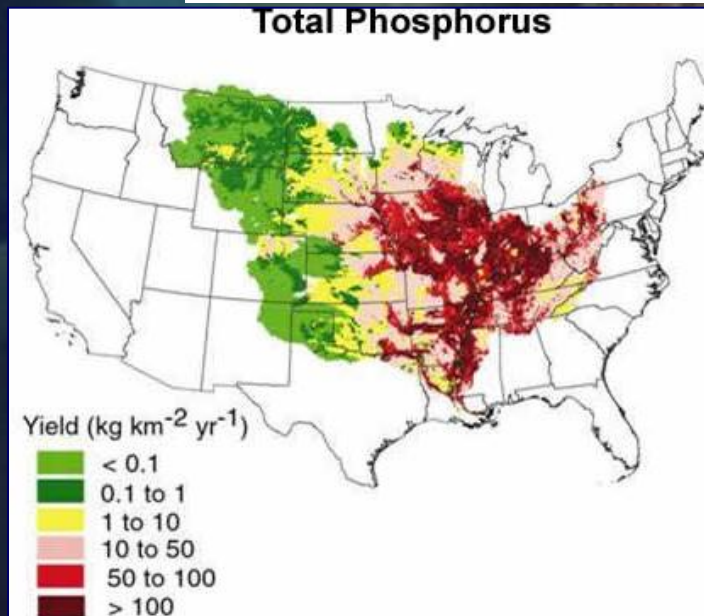 Total Phosphorus
Yield (kg km⁻² yr⁻¹)
< 0.1
0.1 to 1
1 to 10
10 to 50
50 to 100
> 100